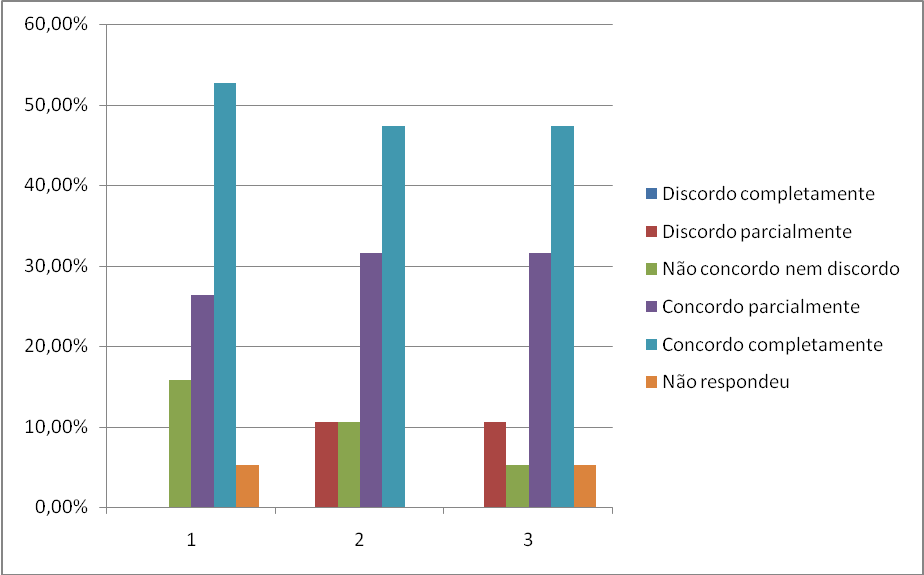 60,00%
50,00%
40,00%
30,00%
20,00%
10,00%
0,00%
1
2
3
Discordo completamente
Discordo parcialmente
Não concordo nem discordo
Concordo parcialmente
Concordo completamente
Não respondeu